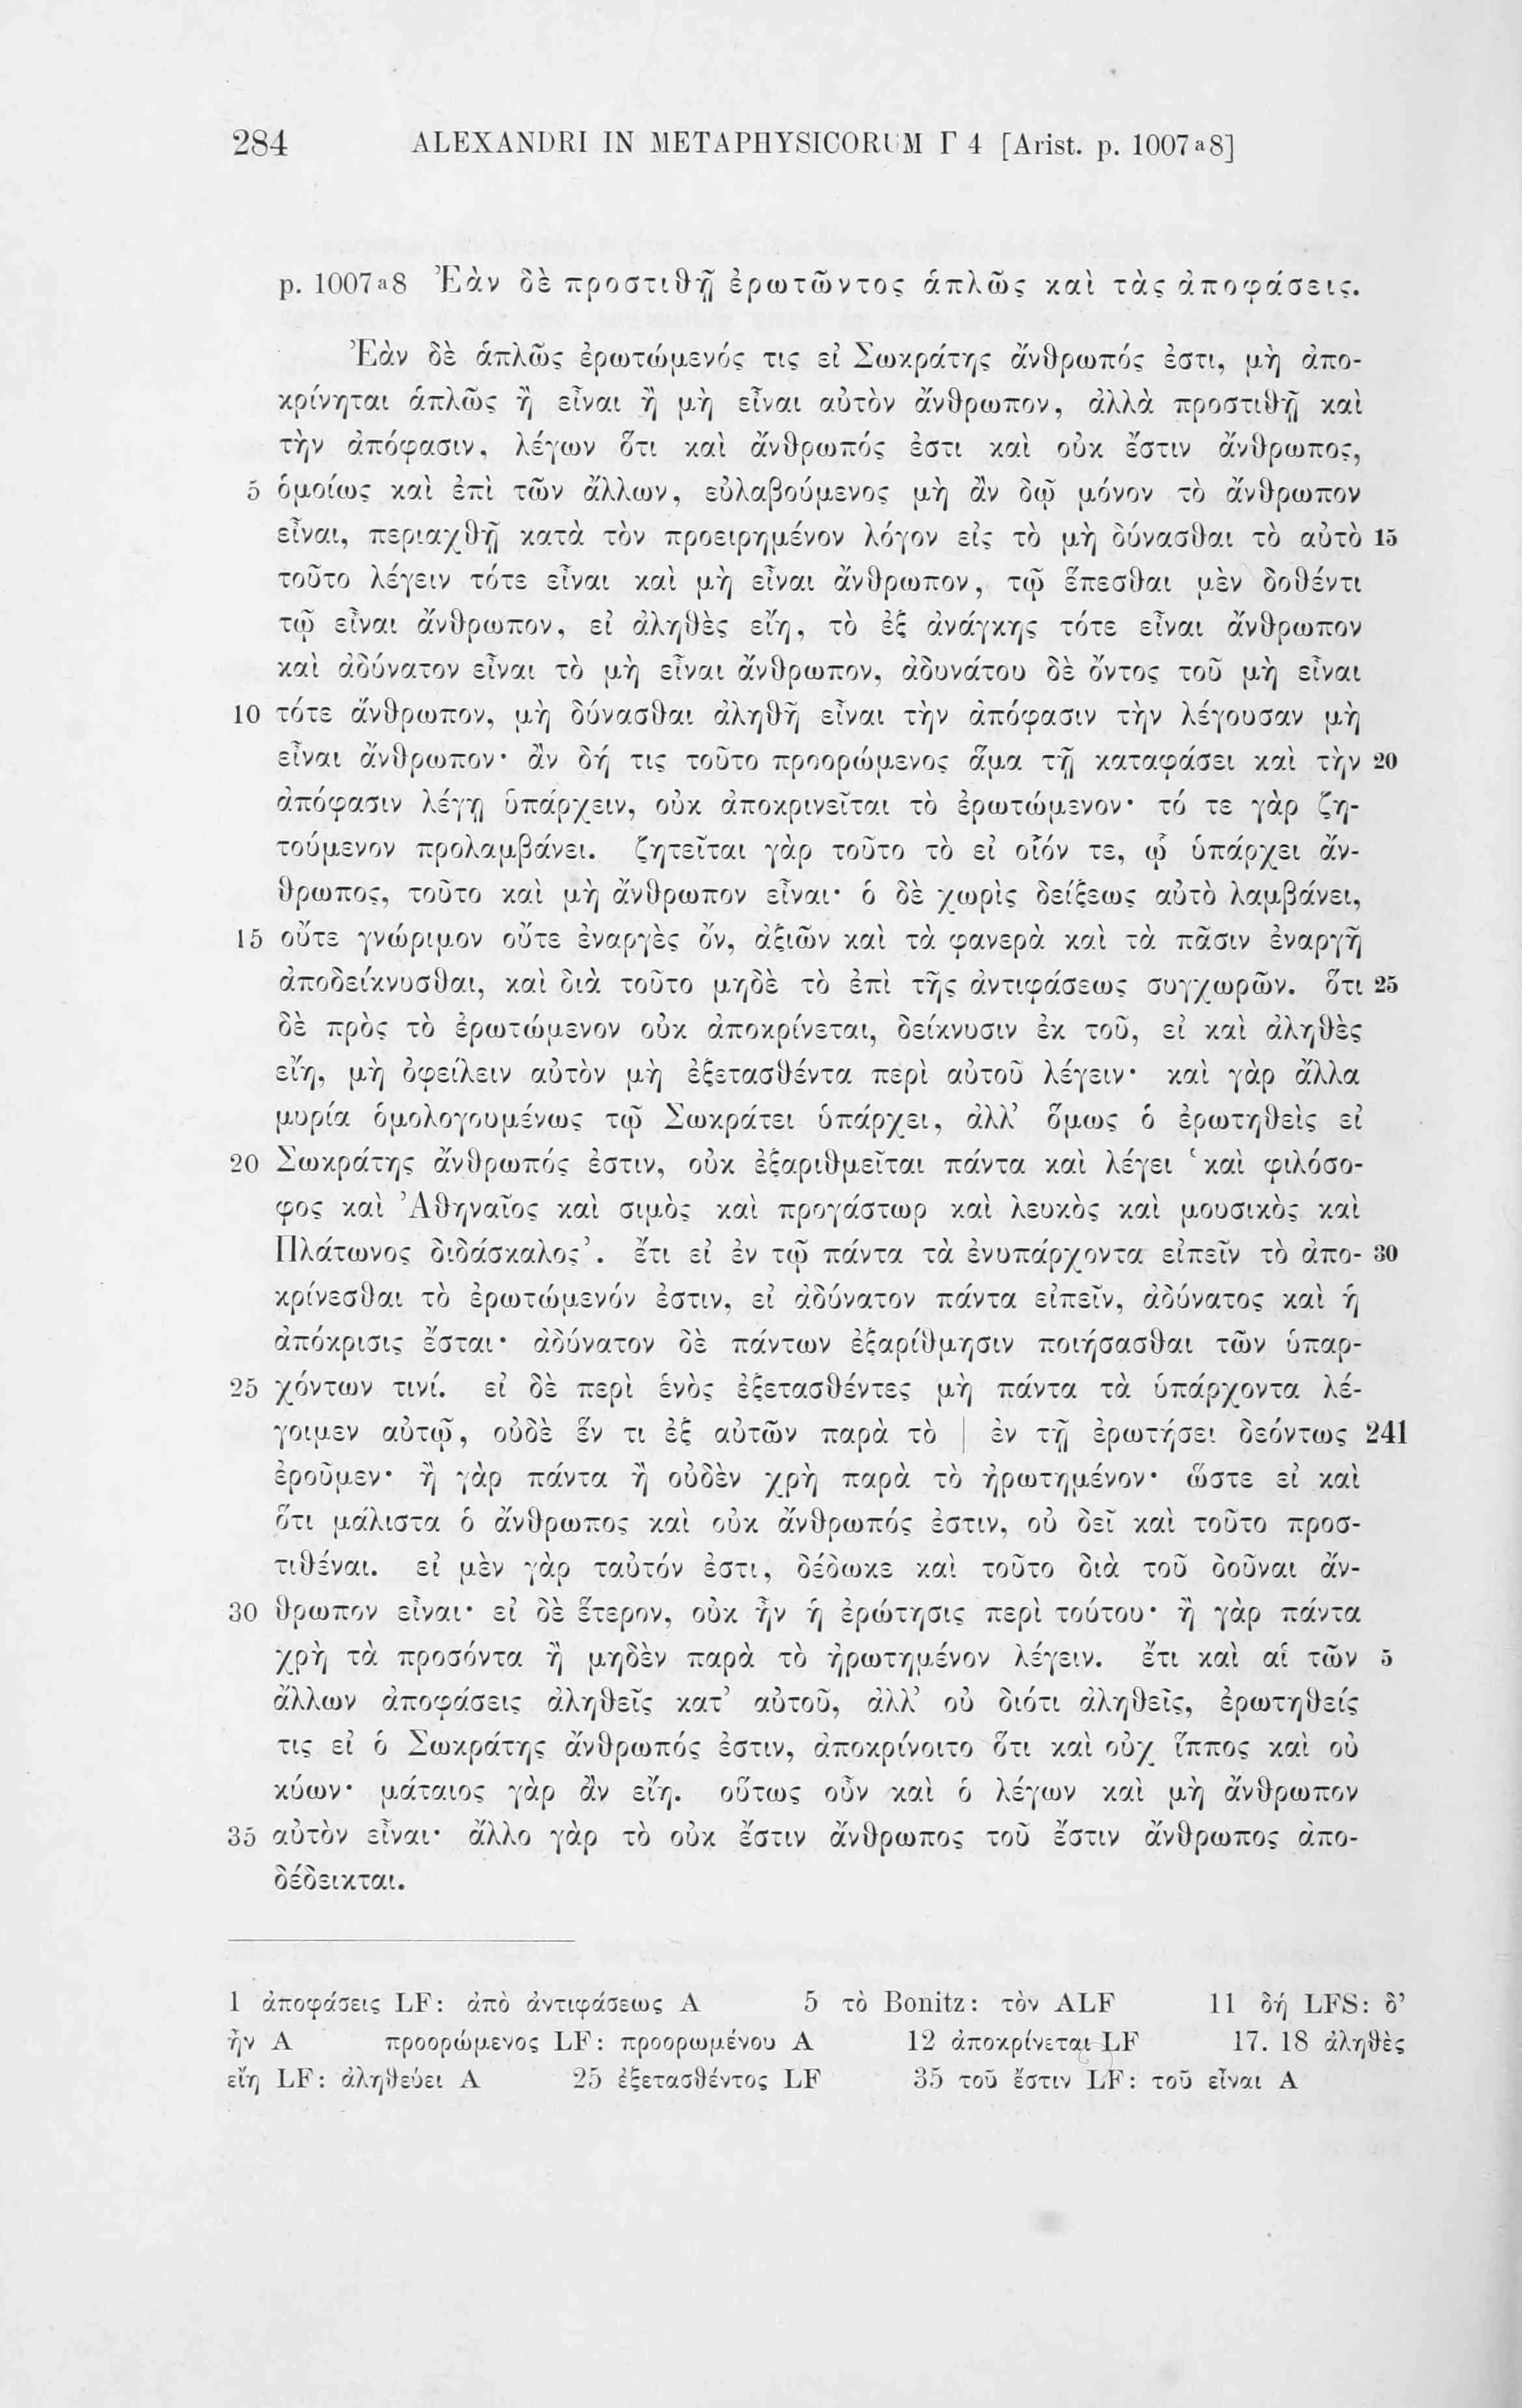 284 ALEXANDRI IN METAPHYSICORUM Γ 4 [Arist. p. 1007 a 8]
p. 1007 a 8 Ἐὰν δὲ προστιθῇ ἐρωτῶντος ἁπλῶς καὶ τὰς ἀποφάσεις.
Ἐὰν δὲ ἁπλῶς ἐρωτώμενός τις εἰ Σωκράτης ἄνθρωπός ἐστι, μὴ ἀπο-
κρίνηται ἁπλῶς ἢ εἶναι ἢ μὴ εἶναι αὐτὸν ἄνθρωπον, ἀλλὰ προστιθῇ καὶ
τὴν ἀπόφασιν, λέγων ὅτι καὶ ἄνθρωπός ἐστι καὶ οὐκ ἔστιν ἄνθρωπος,
5 ὁμοίως καὶ ἐπὶ τῶν ἄλλων, εὐλαβούμενος μὴ ἂν δῷ μόνον τὸ ἄνθρωπον
εἶναι, περιαχθῇ κατὰ τὸν προειρημένον λόγον εἰς τὸ μὴ δύνασθαι τὸ αὐτὸ 15
τοῦτο λέγειν τότε εἶναι καὶ μὴ εἶναι ἄνθρωπον, τῷ ἕπεσθαι μὲν δοθέντι
τῷ εἶναι ἄνθρωπον, εἰ ἀληθὲς εἴη, τὸ ἐξ ἀνάγκης τότε εἶναι ἄνθρωπον
καὶ ἀδύνατον εἶναι τὸ μὴ εἶναι ἄνθρωπον, ἀδυνάτου δὲ ὄντος τοῦ μὴ εἶναι
10 τότε ἄνθρωπον, μὴ δύνασθαι ἀληθῆ εἶναι τὴν ἀπόφασιν τὴν λέγουσαν μὴ
εἶναι ἄνθρωπον· ἂν δή τις τοῦτο προορώμενος ἅμα τῇ καταφάσει καὶ τὴν 20
ἀπόφασιν λέγῃ ὑπάρχειν, οὐκ ἀποκρινεῖται τὸ ἐρωτώμενον· τό τε γὰρ ζη-
τούμενον προλαμβάνει. ζητεῖται γὰρ τοῦτο τὸ εἰ οἷόν τε, ᾧ ὑπάρχει ἄν-
θρωπος, τοῦτο καὶ μὴ ἄνθρωπον εἶναι· ὁ δὲ χωρὶς δείξεως αὐτὸ λαμβάνει,
15 οὔτε γνώριμον οὔτε ἐναργὲς ὄν, ἀξιῶν καὶ τὰ φανερὰ καὶ τὰ πᾶσιν ἐναργῆ
ἀποδείκνυσθαι, καὶ διὰ τοῦτο μηδὲ τὸ ἐπὶ τῆς ἀντιφάσεως συγχωρῶν. ὅτι 25
δὲ πρὸς τὸ ἐρωτώμενον οὐκ ἀποκρίνεται, δείκνυσιν ἐκ τοῦ, εἰ καὶ ἀληθὲς
εἴη, μὴ ὀφείλειν αὐτὸν μὴ ἐξετασθέντα περὶ αὐτοῦ λέγειν· καὶ γὰρ ἄλλα
μυρία ὁμολογουμένως τῷ Σωκράτει ὑπάρχει, ἀλλ’ ὅμως ὁ ἐρωτηθεὶς εἰ
20 Σωκράτης ἄνθρωπός ἐστιν, οὐκ ἐξαριθμεῖται πάντα καὶ λέγει ‘καὶ φιλόσο-
φος καὶ Ἀθηναῖος καὶ σιμὸς καὶ προγάστωρ καὶ λευκὸς καὶ μουσικὸς καὶ
Πλάτωνος διδάσκαλος’. ἔτι εἰ ἐν τῷ πάντα τὰ ἐνυπάρχοντα εἰπεῖν τὸ ἀπο- 30
κρίνεσθαι τὸ ἐρωτώμενόν ἐστιν, εἰ ἀδύνατον πάντα εἰπεῖν, ἀδύνατος καὶ ἡ
ἀπόκρισις ἔσται· ἀδύνατον δὲ πάντων ἐξαρίθμησιν ποιήσασθαι τῶν ὑπαρ-
25 χόντων τινί. εἰ δὲ περὶ ἑνὸς ἐξετασθέντες μὴ πάντα τὰ ὑπάρχοντα λέ-
γοιμεν αὐτῷ, οὐδὲ ἕν τι ἐξ αὐτῶν παρὰ τὸ | ἐν τῇ ἐρωτήσει δεόντως 241
ἐροῦμεν· ἢ γὰρ πάντα ἢ οὐδὲν χρὴ παρὰ τὸ ἠρωτημένον· ὥστε εἰ καὶ
ὅτι μάλιστα ὁ ἄνθρωπος καὶ οὐκ ἄνθρωπός ἐστιν, οὐ δεῖ καὶ τοῦτο προσ-
τιθέναι. εἰ μὲν γὰρ ταὐτόν ἐστι, δέδωκε καὶ τοῦτο διὰ τοῦ δοῦναι ἄν-
30 θρωπον εἶναι· εἰ δὲ ἕτερον, οὐκ ἦν ἡ ἐρώτησις περὶ τούτου· ἢ γὰρ πάντα
χρὴ τὰ προσόντα ἢ μηδὲν παρὰ τὸ ἠρωτημένον λέγειν. ἔτι καὶ αἱ τῶν 5
ἄλλων ἀποφάσεις ἀληθεῖς κατ’ αὐτοῦ, ἀλλ’ οὐ διότι ἀληθεῖς, ἐρωτηθείς
τις εἰ ὁ Σωκράτης ἄνθρωπός ἐστιν, ἀποκρίνοιτο ὅτι καὶ οὐχ ἵππος καὶ οὐ
κύων· μάταιος γὰρ ἂν εἴη. οὕτως οὖν καὶ ὁ λέγων καὶ μὴ ἄνθρωπον
35 αὐτὸν εἶναι· ἄλλο γὰρ τὸ οὐκ ἔστιν ἄνθρωπος τοῦ ἔστιν ἄνθρωπος ἀπο-
δέδεικται.
1 ἀποφάσεις LF: ἀπὸ ἀντιφάσεως A 5 τὸ Bonitz: τὸν ALF 11 δή LFS: δ’
ἦν A προορώμενος LF: προορωμένου A 12 ἀποκρίνεται LF 17. 18 ἀληθὲς
εἴη LF: ἀληθεύει A 25 ἐξετασθέντος LF 35 τοῦ ἔστιν LF: τοῦ εἶναι A